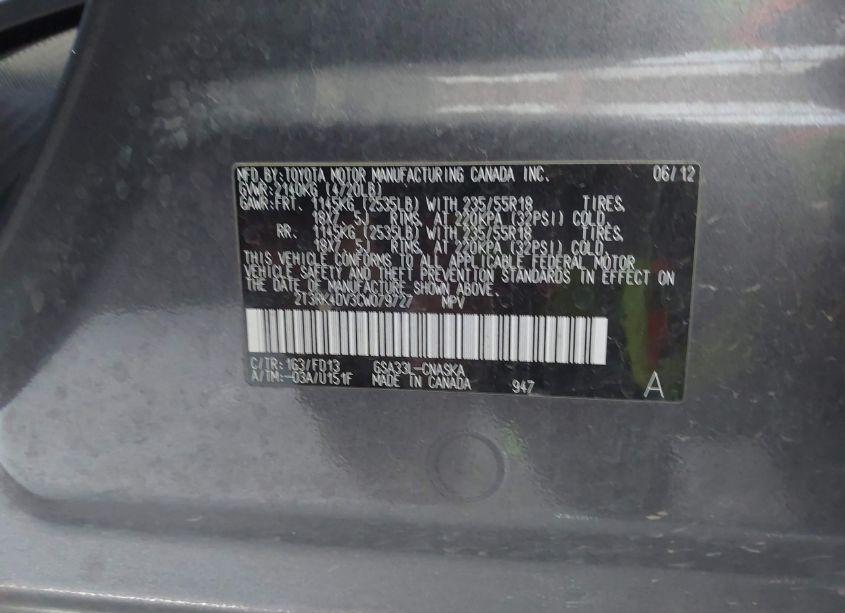 MFD. BY: TOYOTA MOTOR MANUFACTURING CANADA INC. 06/12
GVWR: 2140KG (4720LB)
GAWR: FRT. 1145KG (2535LB) WITH 235/55R18 TIRES,
18X7.5J RIMS, AT 220KPA (32PSI) COLD.
RR. 1145KG (2535LB) WITH 235/55R18 TIRES,
18X7.5J RIMS, AT 220KPA (32PSI) COLD.
THIS VEHICLE CONFORMS TO ALL APPLICABLE FEDERAL MOTOR
VEHICLE SAFETY AND THEFT PREVENTION STANDARDS IN EFFECT ON
THE DATE OF MANUFACTURE SHOWN ABOVE.
2T3RK4DV3CW079727 MPV
C/TR: 1G3/FD13 GSA33L-CNASKA
A/TM: -03A/U151F MADE IN CANADA 947 A